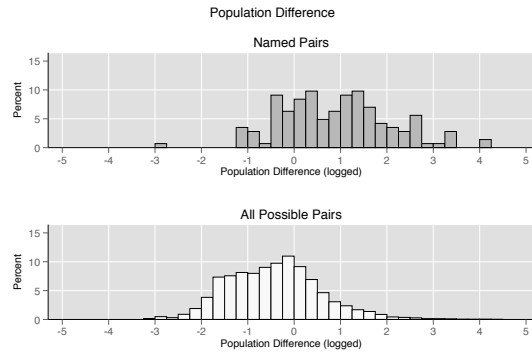 Population Difference
Named Pairs
15
10
5
0
Percent
-5 -4 -3 -2 -1 0 1 2 3 4 5
Population Difference (logged)
All Possible Pairs
15
10
5
0
Percent
-5 -4 -3 -2 -1 0 1 2 3 4 5
Population Difference (logged)